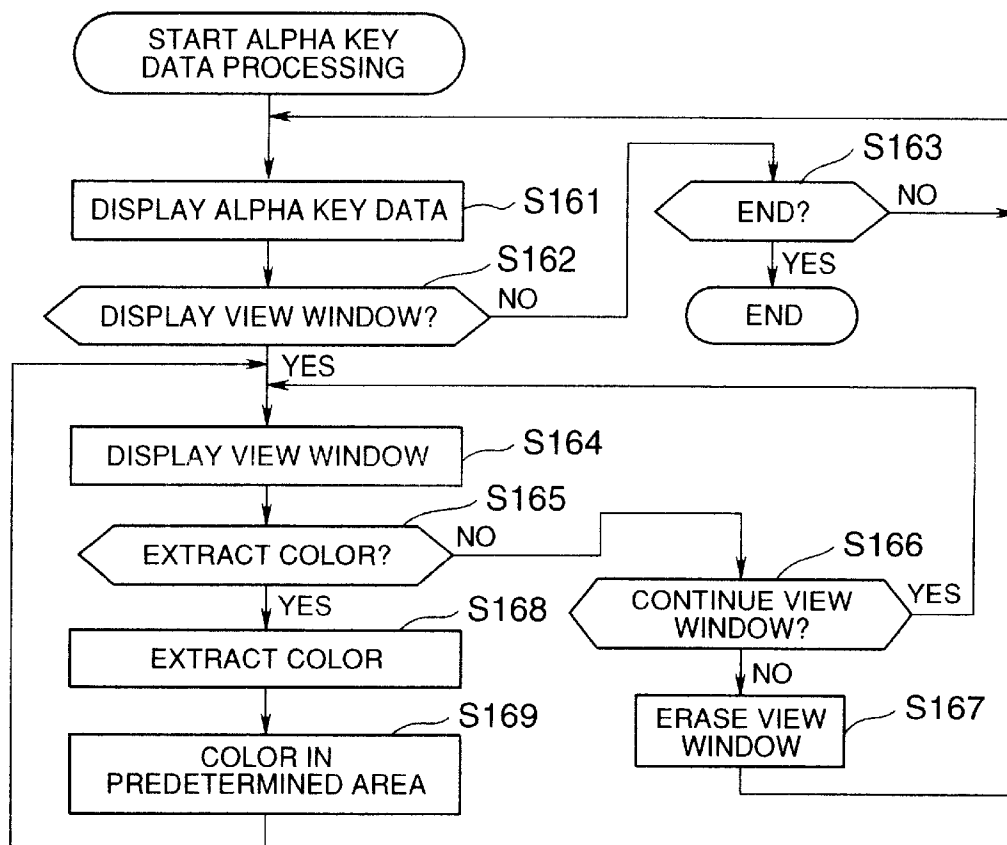 START ALPHA KEY
DATA PROCESSING
S163
DISPLAY ALPHA KEY DATA
S161
END?
NO
S162
YES
DISPLAY VIEW WINDOW?
NO
END
YES
DISPLAY VIEW WINDOW
S164
S165
EXTRACT COLOR?
NO
S166
YES
CONTINUE VIEW
WINDOW?
YES
S168
EXTRACT COLOR
NO
S169
ERASE VIEW
WINDOW
S167
COLOR IN
PREDETERMINED AREA